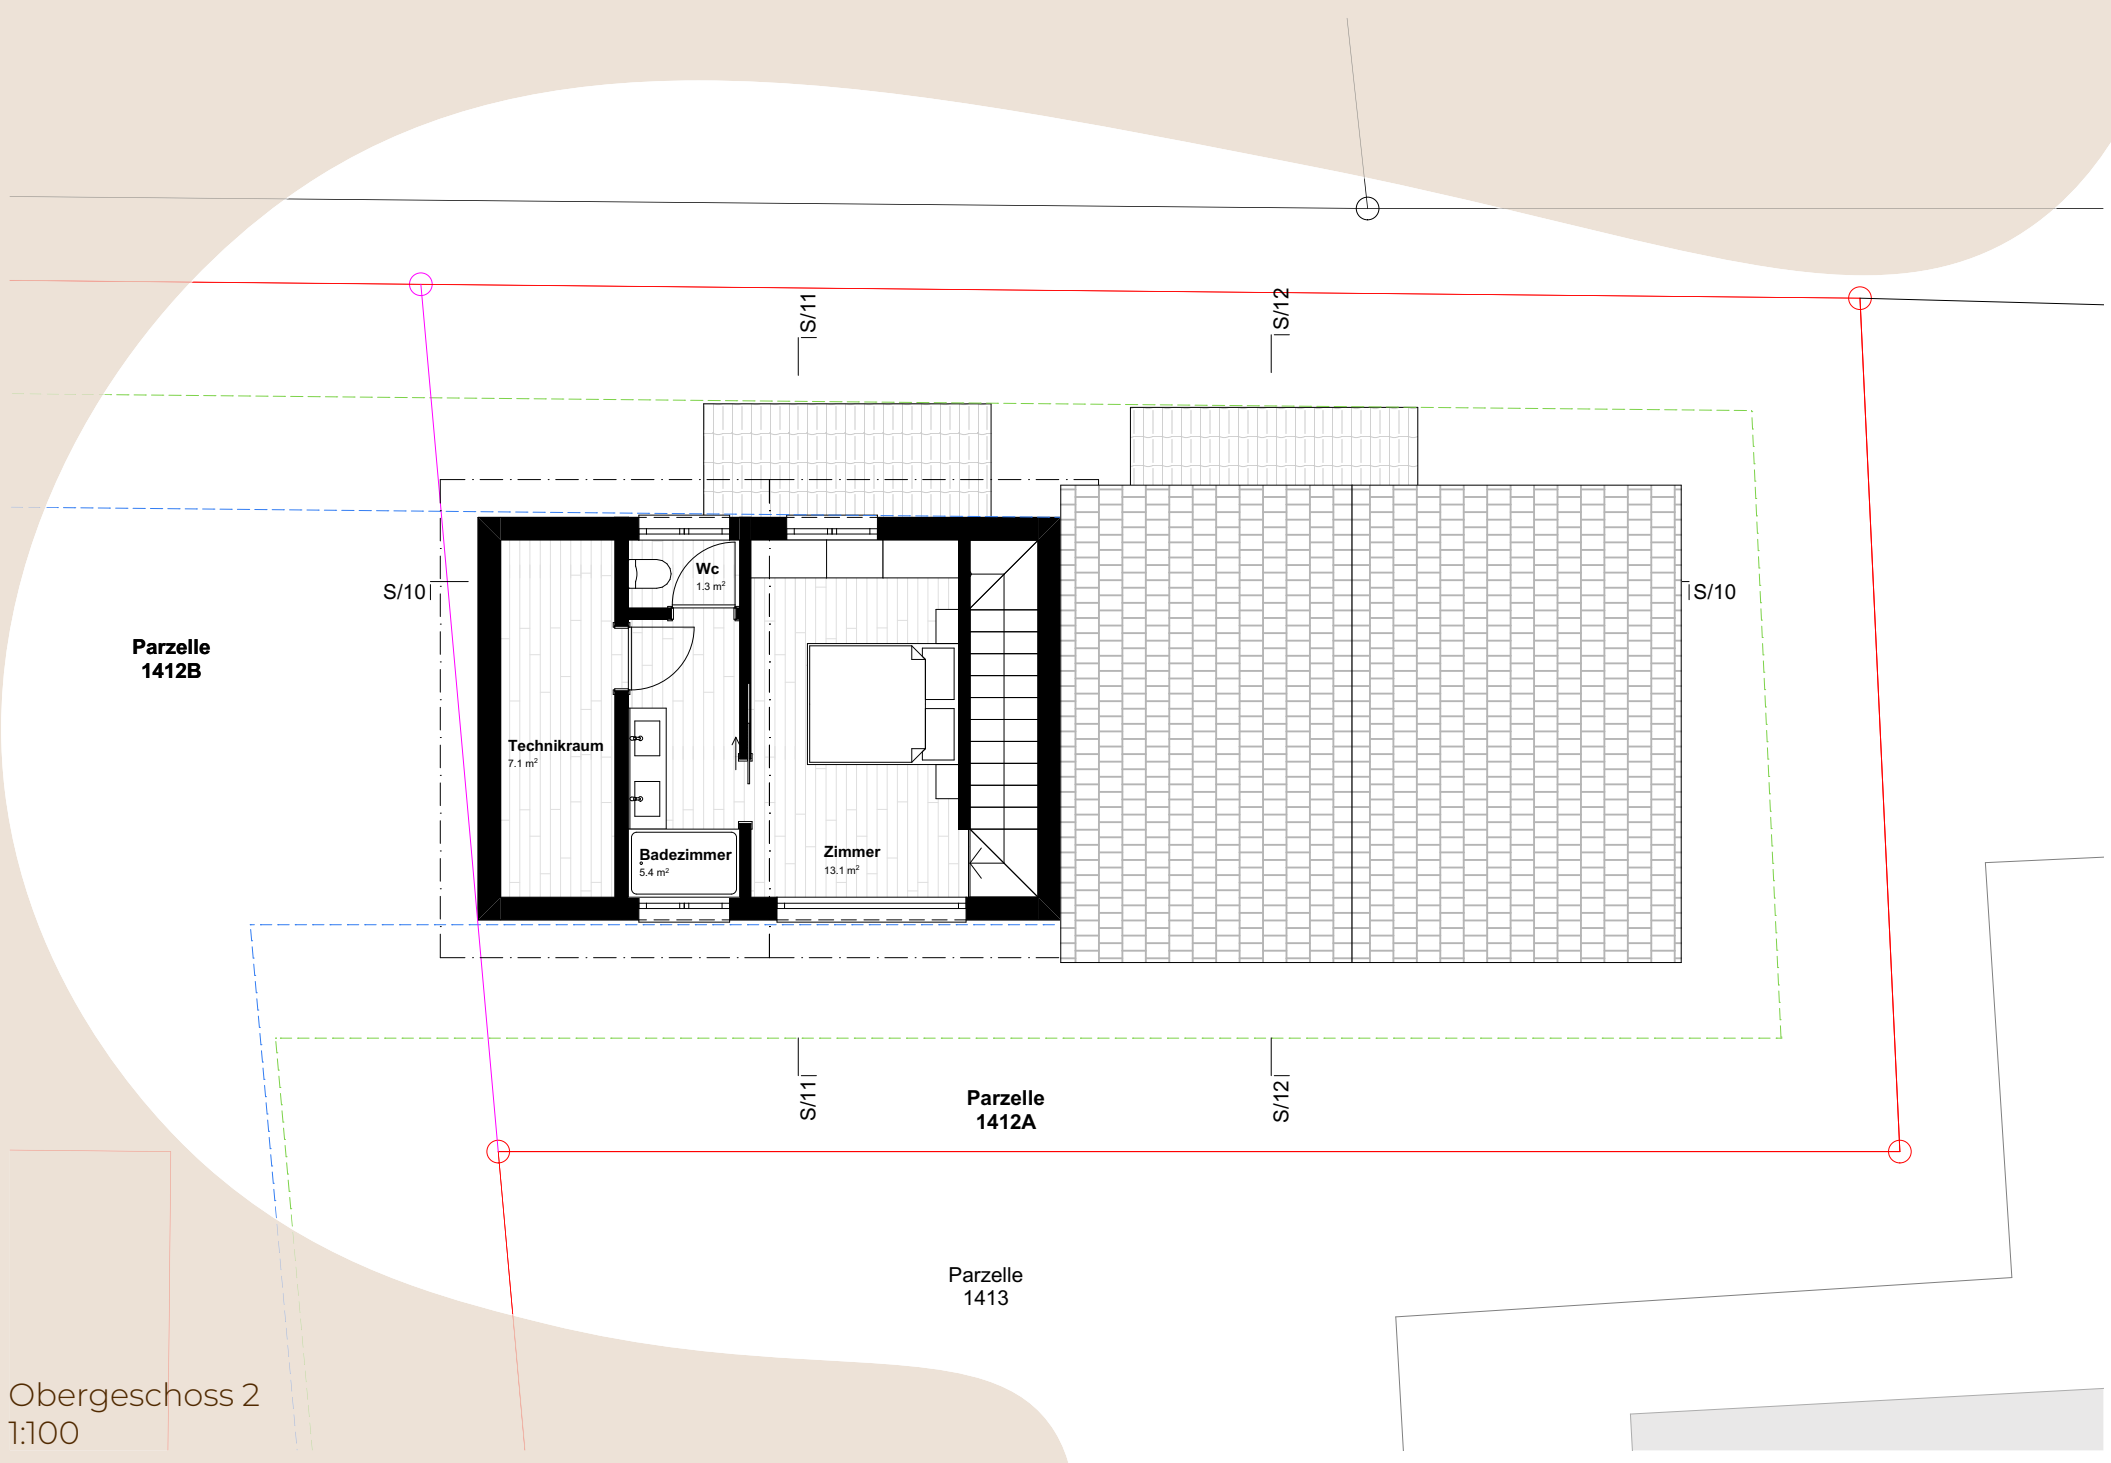 S/11
S/12
Wc
1.3 m²
S/10
S/10
Parzelle
1412B
Technikraum
7.1 m²
Badezimmer
5.4 m²
Zimmer
13.1 m²
S/11
S/12
Parzelle
1412A
Parzelle
1413
Obergeschoss 2
1:100